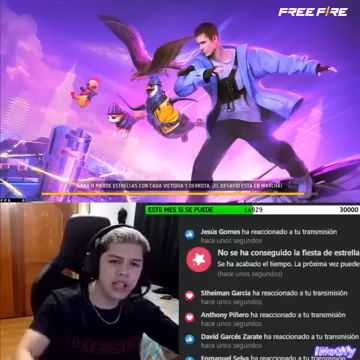 FREE FIRE
GANA O PIERDE ESTRELLAS CON CADA VICTORIA Y DERROTA. ¡EL DESAFÍO ESTÁ EN MARCHA!
FPS
ESTE MES SI SE PUEDE 14929 30000
Jesús Gomes ha reaccionado a tu transmisión
hace unos segundos
No se ha conseguido la fiesta de estrella
Se ha acabado el tiempo. La próxima vez puede
(hace unos segundos)
Sthelman Garcia ha reaccionado a tu transmisión
hace unos segundos
Anthony Piñero ha reaccionado a tu transmisión
hace unos segundos
David Garcés Zarate ha reaccionado a tu transmisión
hace unos segundos
Enmanuel Selva ha reaccionado a tu transmisión